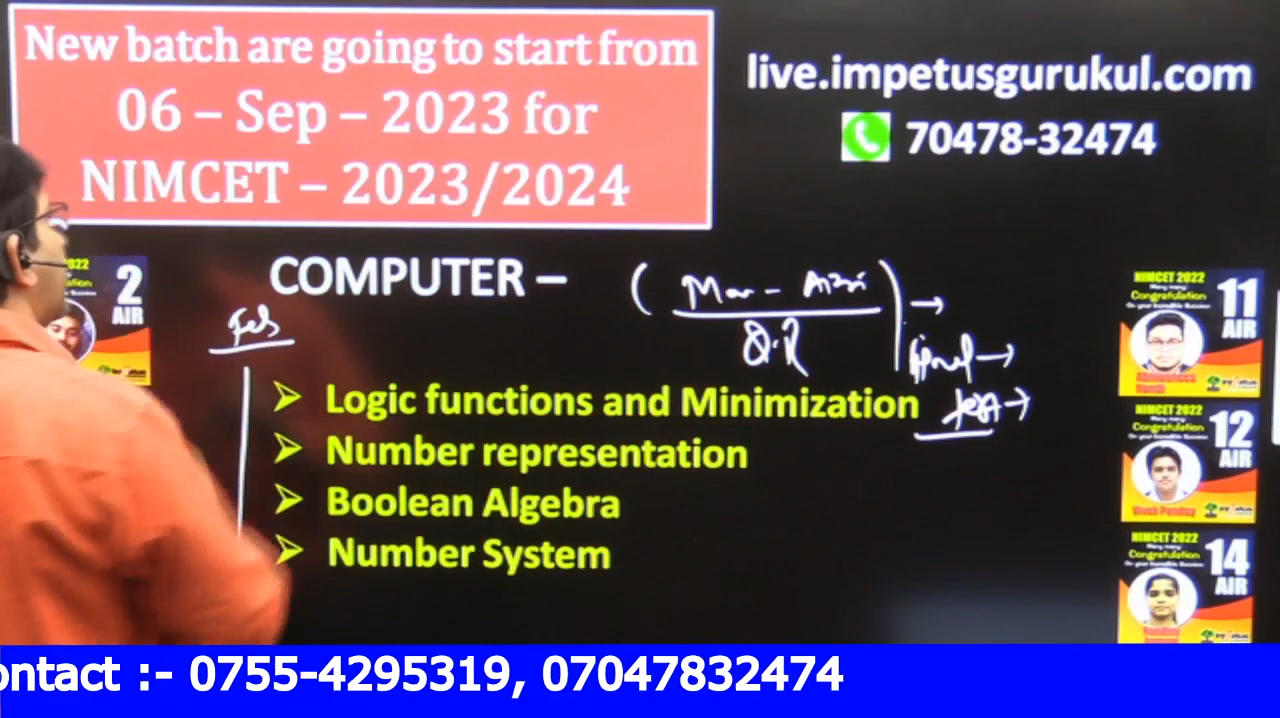 New batch are going to start from
06 – Sep – 2023 for
NIMCET – 2023/2024
live.impetusgurukul.com
70478-32474
COMPUTER –
Feb
➢ Logic functions and Minimization
➢ Number representation
➢ Boolean Algebra
➢ Number System
2
AIR
NIMCET 2022
Congratulation
11
AIR
NIMCET 2022
Congratulation
12
AIR
NIMCET 2022
Congratulation
14
AIR
ontact :- 0755-4295319, 07047832474